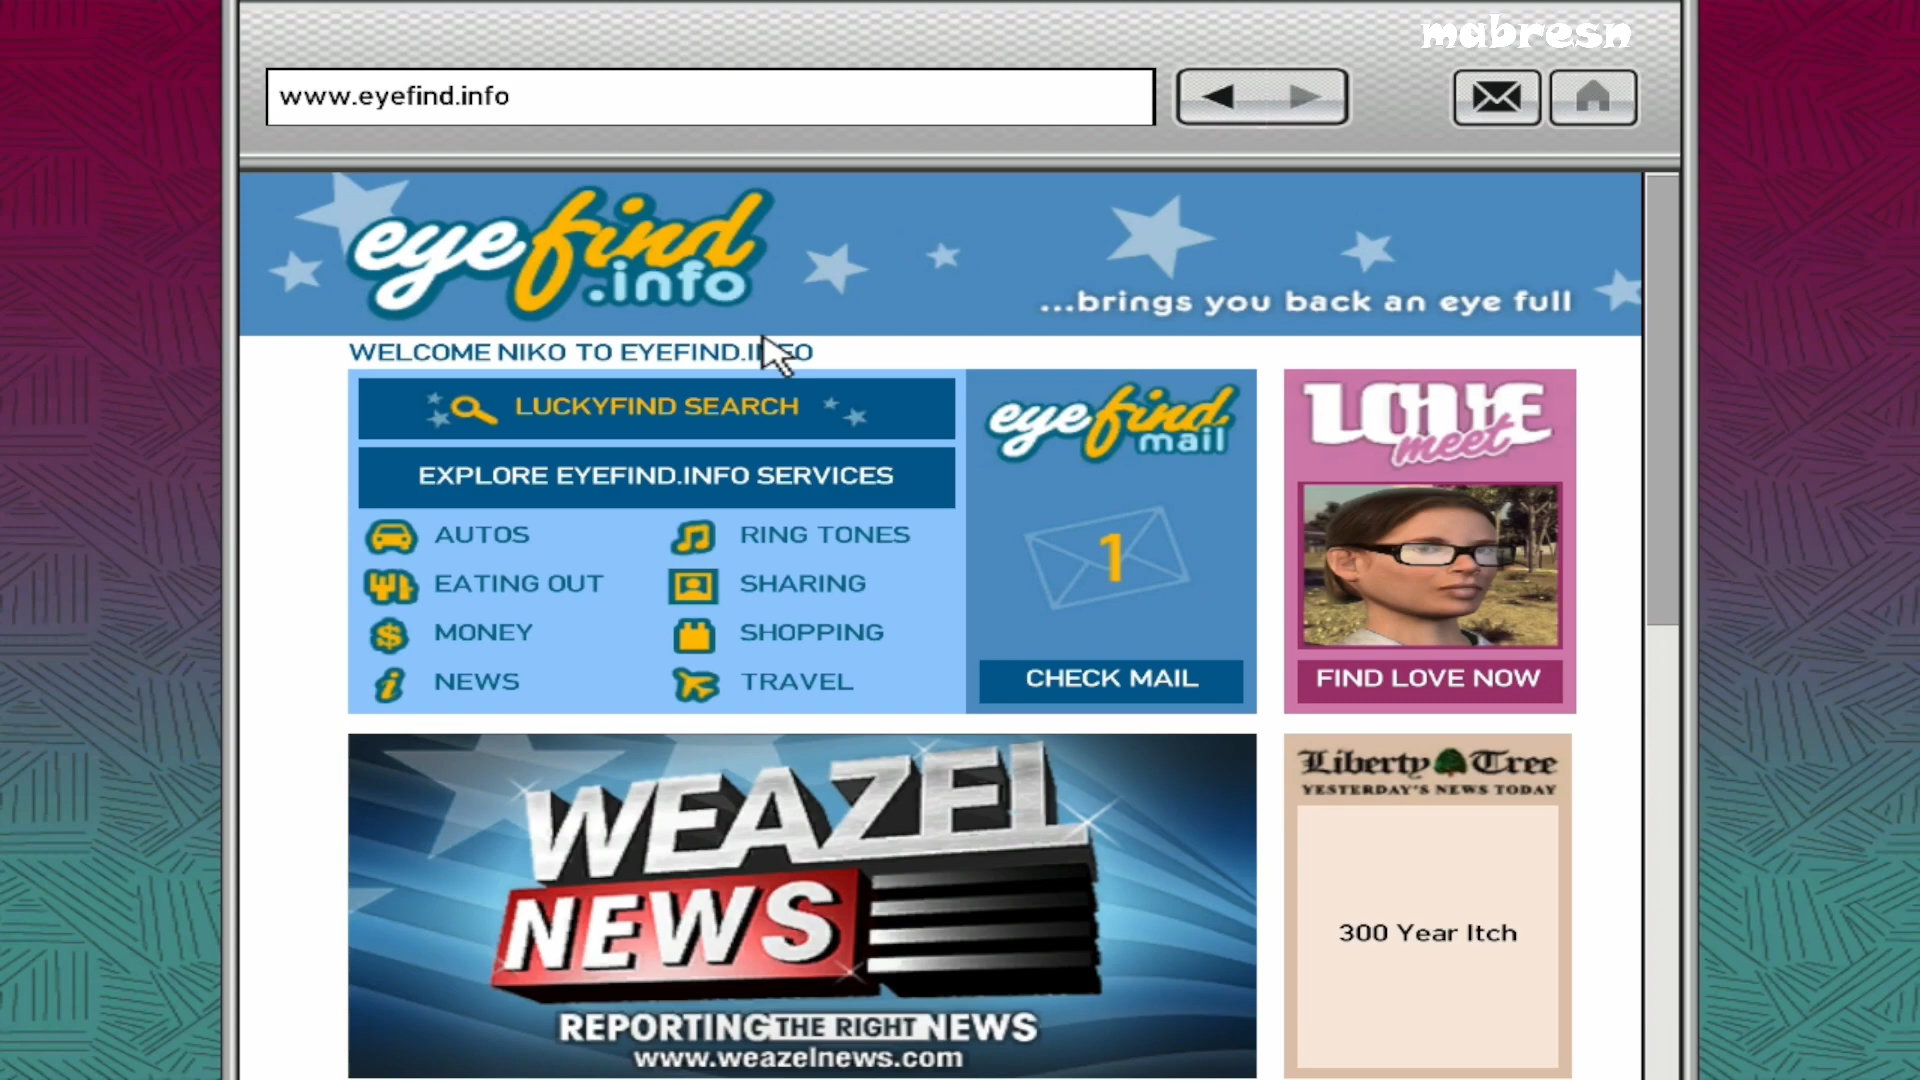 mabresn
www.eyefind.info
eyefind
.info
...brings you back an eye full
WELCOME NIKO TO EYEFIND.INFO
LUCKYFIND SEARCH
EXPLORE EYEFIND.INFO SERVICES
AUTOS
RING TONES
EATING OUT
SHARING
MONEY
SHOPPING
NEWS
TRAVEL
eyefind
mail
1
CHECK MAIL
LOVE
meet
FIND LOVE NOW
WEAZEL
NEWS
REPORTING THE RIGHT NEWS
www.weazelnews.com
Liberty Tree
YESTERDAY'S NEWS TODAY
300 Year Itch